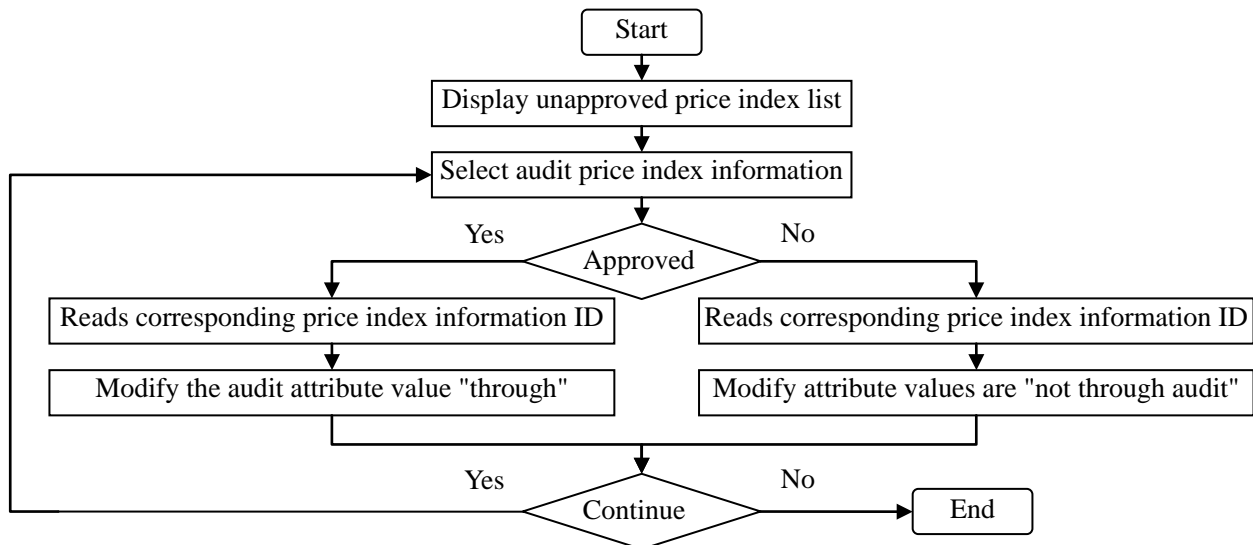 Start
Display unapproved price index list
Select audit price index information
Yes
No
Approved
Reads corresponding price index information ID
Reads corresponding price index information ID
Modify the audit attribute value "through"
Modify attribute values are "not through audit"
Yes
No
Continue
End